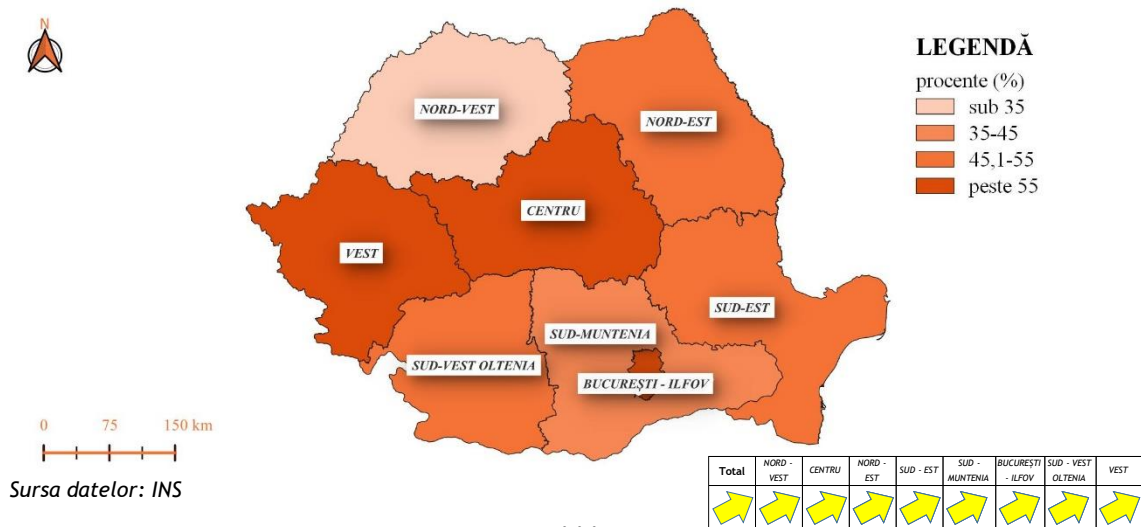 N
LEGENDĂ
procente (%)
sub 35
35-45
45,1-55
peste 55
NORD-VEST
NORD-EST
CENTRU
VEST
SUD-EST
SUD-MUNTENIA
SUD-VEST OLTENIA
BUCUREȘTI - ILFOV
0 75 150 km
Sursa datelor: INS
Total NORD - VEST CENTRU NORD - EST SUD - EST SUD - MUNTENIA BUCUREȘTI - ILFOV SUD - VEST OLTENIA VEST